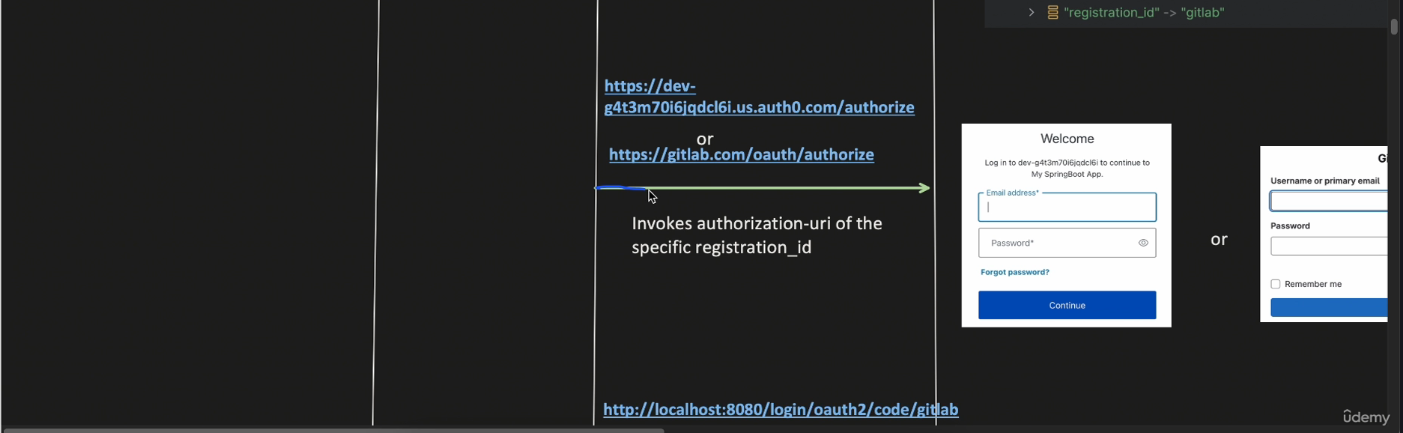 "registration_id" -> "gitlab"
https://dev-
g4t3m70i6jqdcl6i.us.auth0.com/authorize
or
https://gitlab.com/oauth/authorize
Invokes authorization-uri of the
specific registration_id
Welcome
Log in to dev-g4t3m70i6jqdcl6i to continue to
My SpringBoot App.
Email address*
Password*
Forgot password?
Continue
or
Gi
Username or primary email
Password
Remember me
http://localhost:8080/login/oauth2/code/gitlab
udemy